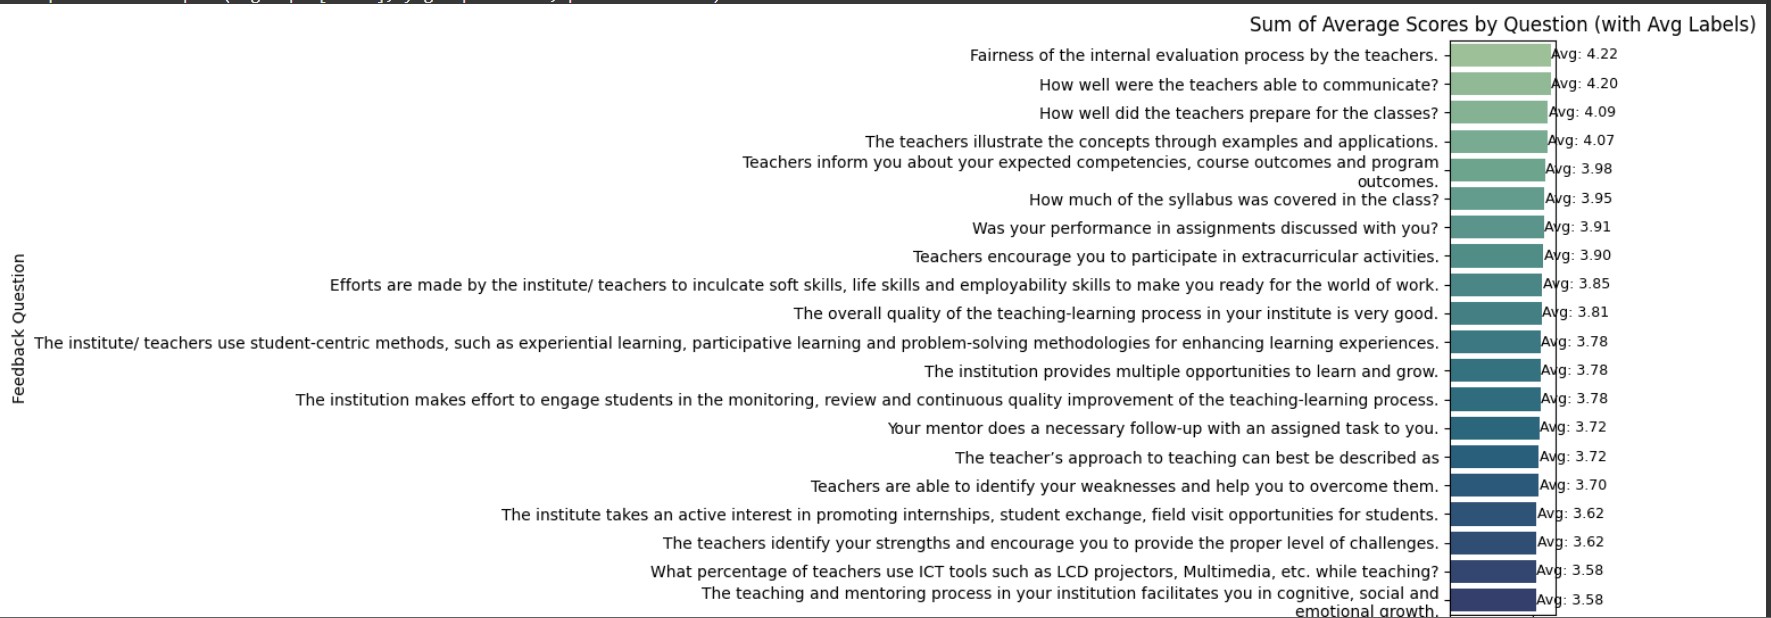 Sum of Average Scores by Question (with Avg Labels)
Feedback Question
Fairness of the internal evaluation process by the teachers. Avg: 4.22
How well were the teachers able to communicate? Avg: 4.20
How well did the teachers prepare for the classes? Avg: 4.09
The teachers illustrate the concepts through examples and applications. Avg: 4.07
Teachers inform you about your expected competencies, course outcomes and program
outcomes. Avg: 3.98
How much of the syllabus was covered in the class? Avg: 3.95
Was your performance in assignments discussed with you? Avg: 3.91
Teachers encourage you to participate in extracurricular activities. Avg: 3.90
Efforts are made by the institute/ teachers to inculcate soft skills, life skills and employability skills to make you ready for the world of work. Avg: 3.85
The overall quality of the teaching-learning process in your institute is very good. Avg: 3.81
The institute/ teachers use student-centric methods, such as experiential learning, participative learning and problem-solving methodologies for enhancing learning experiences. Avg: 3.78
The institution provides multiple opportunities to learn and grow. Avg: 3.78
The institution makes effort to engage students in the monitoring, review and continuous quality improvement of the teaching-learning process. Avg: 3.78
Your mentor does a necessary follow-up with an assigned task to you. Avg: 3.72
The teacher’s approach to teaching can best be described as Avg: 3.72
Teachers are able to identify your weaknesses and help you to overcome them. Avg: 3.70
The institute takes an active interest in promoting internships, student exchange, field visit opportunities for students. Avg: 3.62
The teachers identify your strengths and encourage you to provide the proper level of challenges. Avg: 3.62
What percentage of teachers use ICT tools such as LCD projectors, Multimedia, etc. while teaching? Avg: 3.58
The teaching and mentoring process in your institution facilitates you in cognitive, social and
emotional growth. Avg: 3.58